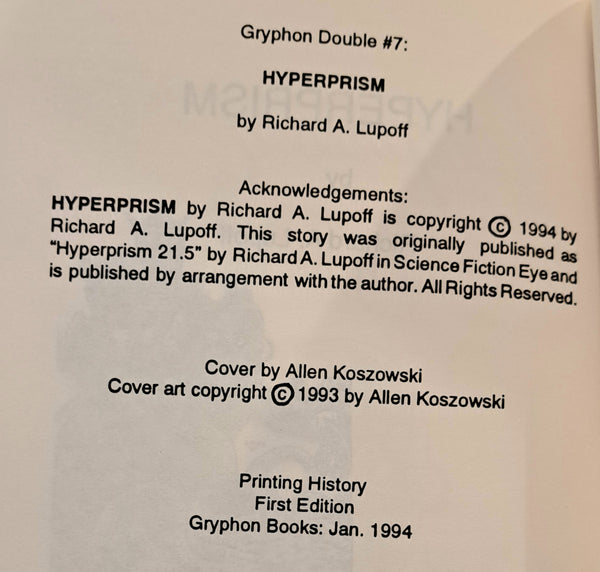 Gryphon Double #7:
HYPERPRISM
by Richard A. Lupoff
Acknowledgements:
HYPERPRISM by Richard A. Lupoff is copyright © 1994 by
Richard A. Lupoff. This story was originally published as
"Hyperprism 21.5" by Richard A. Lupoff in Science Fiction Eye and
is published by arrangement with the author. All Rights Reserved.
Cover by Allen Koszowski
Cover art copyright © 1993 by Allen Koszowski
Printing History
First Edition
Gryphon Books: Jan. 1994